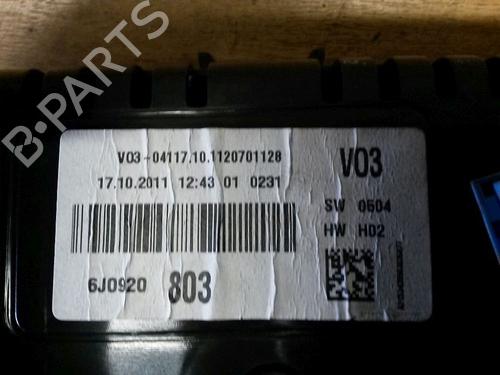 B-PARTS
V03-04117.10.1120701128
V03
17.10.2011 12:43 01 0231
SW 0504
HW H02
6J0920 803